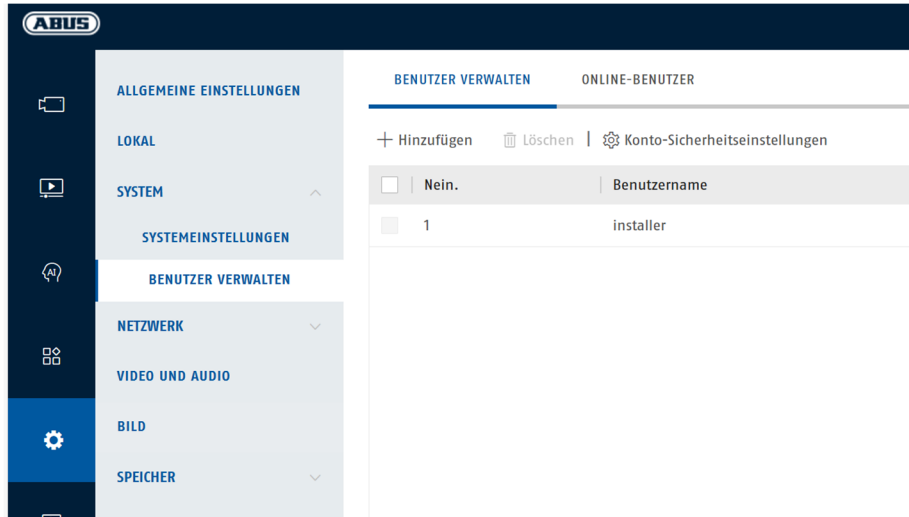 ABUS
BENUTZER VERWALTEN
ONLINE-BENUTZER
ALLGEMEINE EINSTELLUNGEN
LOKAL
SYSTEM
SYSTEMEINSTELLUNGEN
BENUTZER VERWALTEN
NETZWERK
VIDEO UND AUDIO
BILD
SPEICHER
AI
Hinzufügen Löschen | Konto-Sicherheitseinstellungen
Nein. Benutzername
1 installer